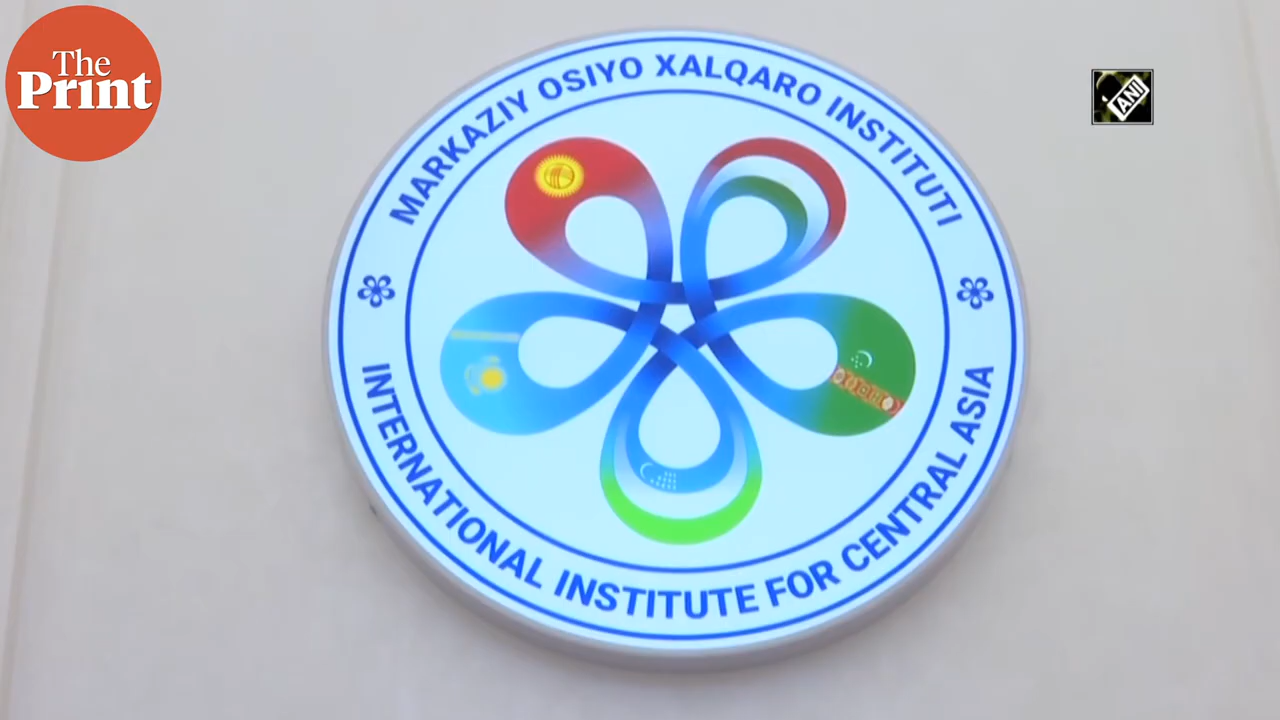 The
Print
ANI
MARKAZIY OSIYO XALQARO INSTITUTI
INTERNATIONAL INSTITUTE FOR CENTRAL ASIA